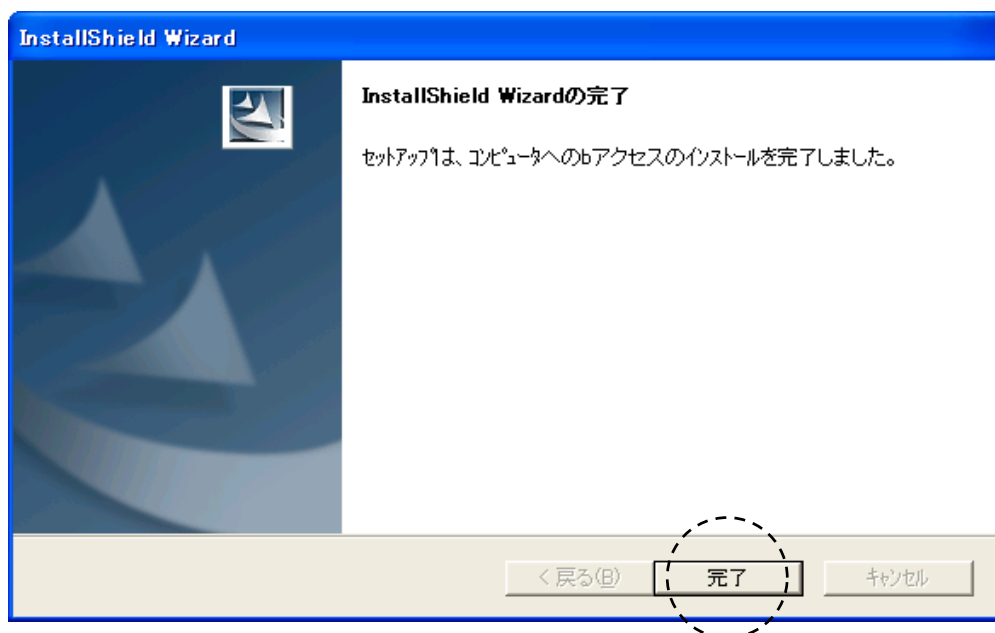 InstallShield Wizard
InstallShield Wizardの完了
ｾｯﾄｱｯﾌﾟは、ｺﾝﾋﾟｭｰﾀへのbアクセスのｲﾝｽﾄｰﾙを完了しました。
< 戻る(B)
完了
ｷｬﾝｾﾙ